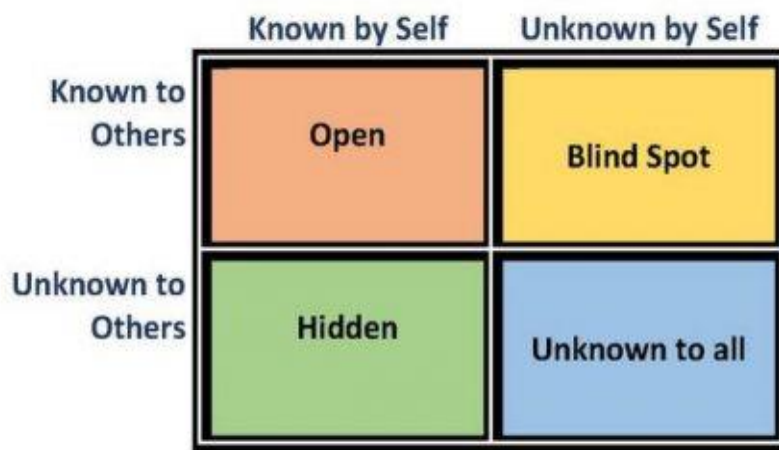 Known by Self
Unknown by Self
Known to
Others
Open
Blind Spot
Unknown to
Others
Hidden
Unknown to all